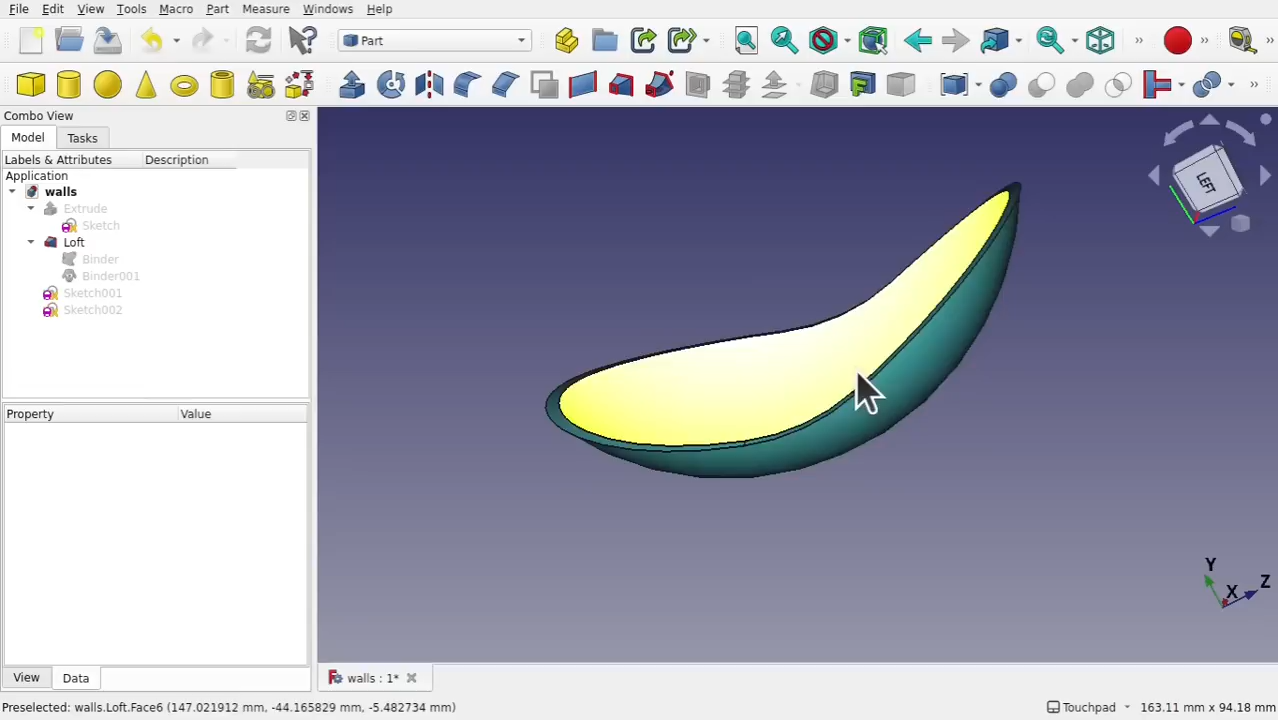 File Edit View Tools Macro Part Measure Windows Help
Part
»
»
»
»
Combo View
Model Tasks
Labels & Attributes Description
Application
walls
Extrude
Sketch
Loft
Binder
Binder001
Sketch001
Sketch002
Property Value
View Data
LEFT
Y
X
Z
walls : 1*
Preselected: walls.Loft.Face6 (147.021912 mm, -44.165829 mm, -5.482734 mm)
Touchpad 163.11 mm x 94.18 mm